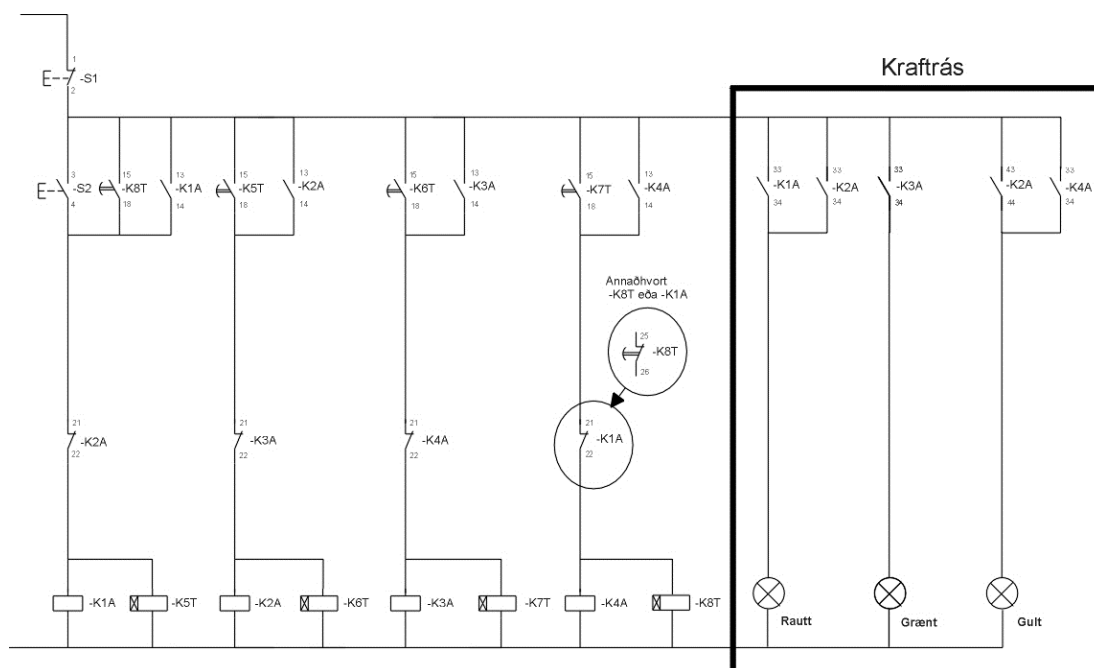 Kraftrás
1
-S1
2
3
-S2
4
15
-K8T
18
13
-K1A
14
15
-K5T
18
13
-K2A
14
15
-K6T
18
13
-K3A
14
15
-K7T
18
13
-K4A
14
33
-K1A
34
33
-K2A
34
33
-K3A
34
43
-K2A
44
33
-K4A
34
Annaðhvort
-K8T eða -K1A
25
-K8T
26
21
-K2A
22
21
-K3A
22
21
-K4A
22
21
-K1A
22
-K1A
-K5T
-K2A
-K6T
-K3A
-K7T
-K4A
-K8T
Rautt
Grænt
Gult